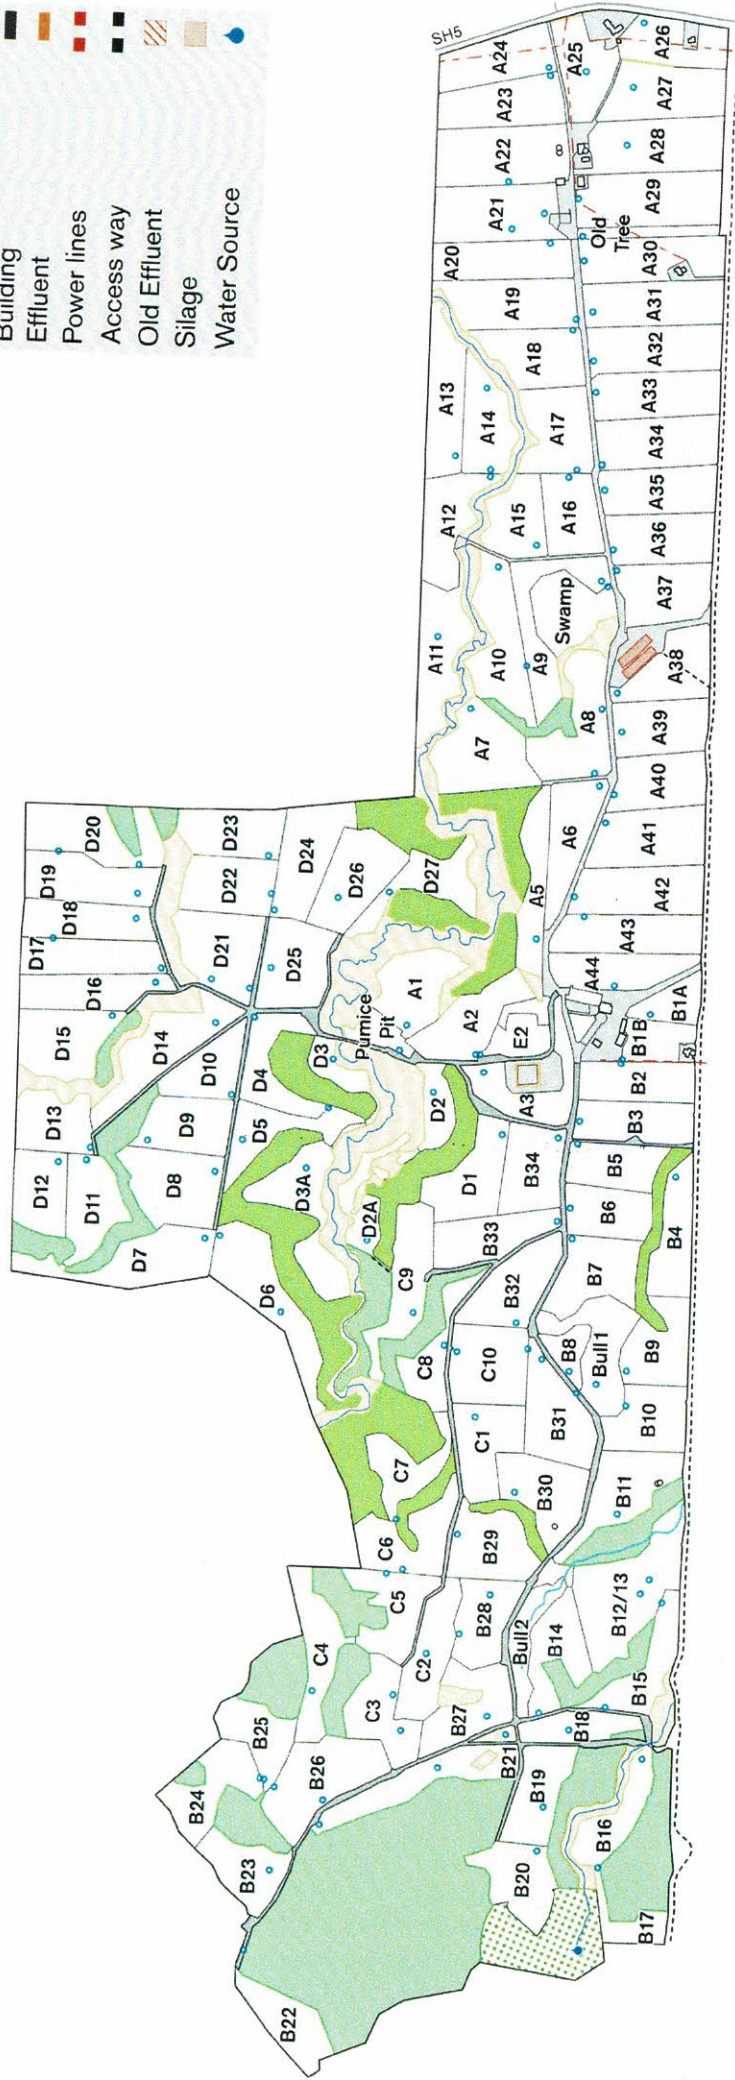 Building
Effluent
Power lines
Access way
Old Effluent
Silage
Water Source
SH5
A24
A25
A26
A23
A27
A22
A28
A21
A29
Old
Tree
A20
A30
A19
A31
A18
A32
A13
A33
A14
A17
A34
A12
A15
A16
A35
A36
A37
A11
A10
A9
Swamp
A38
A7
A8
A39
A40
A6
A41
A5
A42
A43
A44
D20
D19
D18
D17
D16
D15
D14
D13
D12
D11
D23
D22
D21
D24
D26
D27
D25
D10
D9
D8
D7
D4
D5
D3
D3A
D6
Pumice
Pit
A1
A2
E2
A3
D2
D2A
D1
B1A
B1B
B2
B3
B34
B33
B5
B6
B4
B7
B32
C9
C8
C10
B8
Bull1
B9
B10
C1
B31
C7
B30
B11
C6
B29
C5
C4
B28
Bull2
B14
B12/13
C2
C3
B27
B15
B18
B25
B26
B21
B24
B19
B23
B20
B16
B17
B22